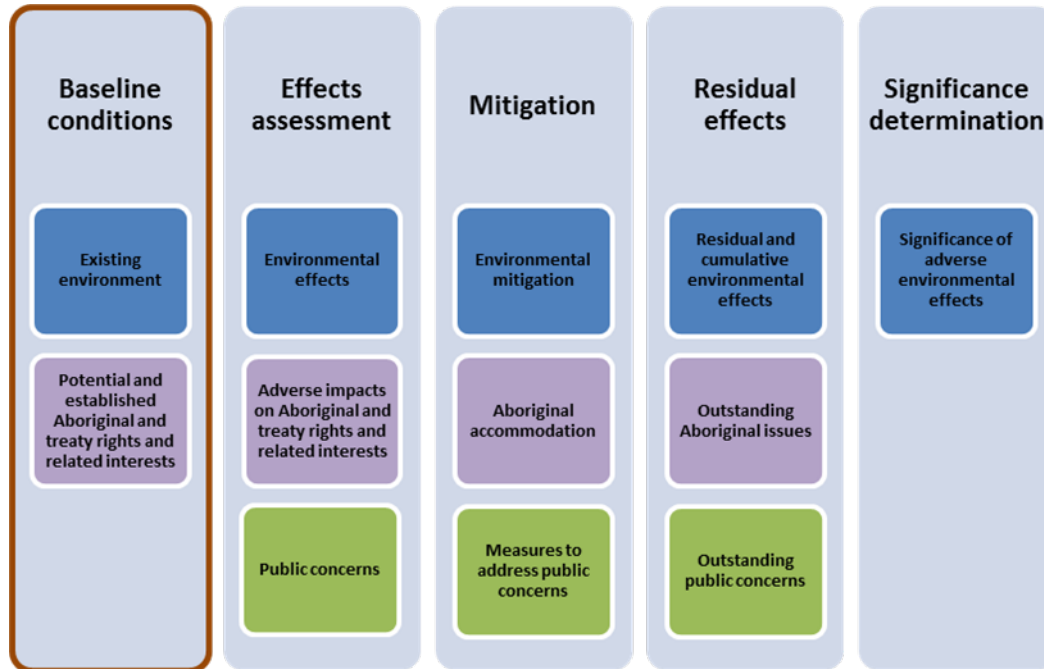 Baseline
conditions
Existing
environment
Potential and
established
Aboriginal and
treaty rights and
related interests
Effects
assessment
Environmental
effects
Adverse impacts
on Aboriginal and
treaty rights and
related interests
Public concerns
Mitigation
Environmental
mitigation
Aboriginal
accommodation
Measures to
address public
concerns
Residual
effects
Residual and
cumulative
environmental
effects
Outstanding
Aboriginal issues
Outstanding
public concerns
Significance
determination
Significance of
adverse
environmental
effects